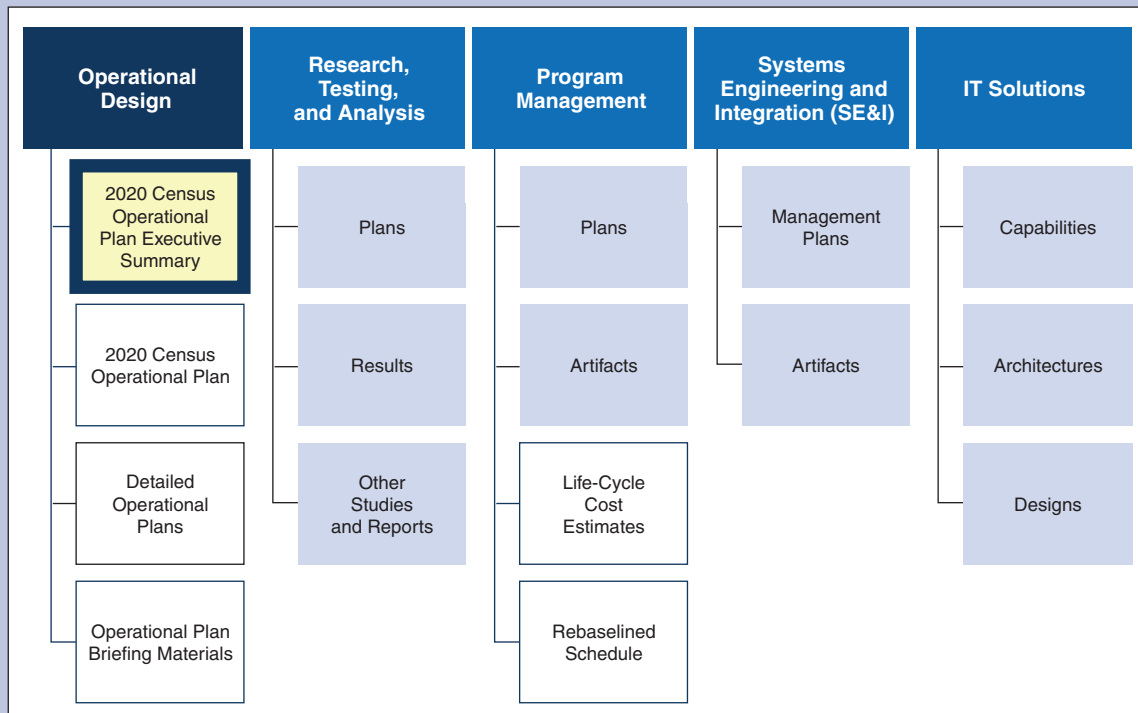 Operational
Design
2020 Census
Operational
Plan Executive
Summary
2020 Census
Operational Plan
Detailed
Operational
Plans
Operational Plan
Briefing Materials
Research,
Testing,
and Analysis
Plans
Results
Other
Studies
and Reports
Program
Management
Plans
Artifacts
Life-Cycle
Cost
Estimates
Rebaselined
Schedule
Systems
Engineering and
Integration (SE&I)
Management
Plans
Artifacts
IT Solutions
Capabilities
Architectures
Designs